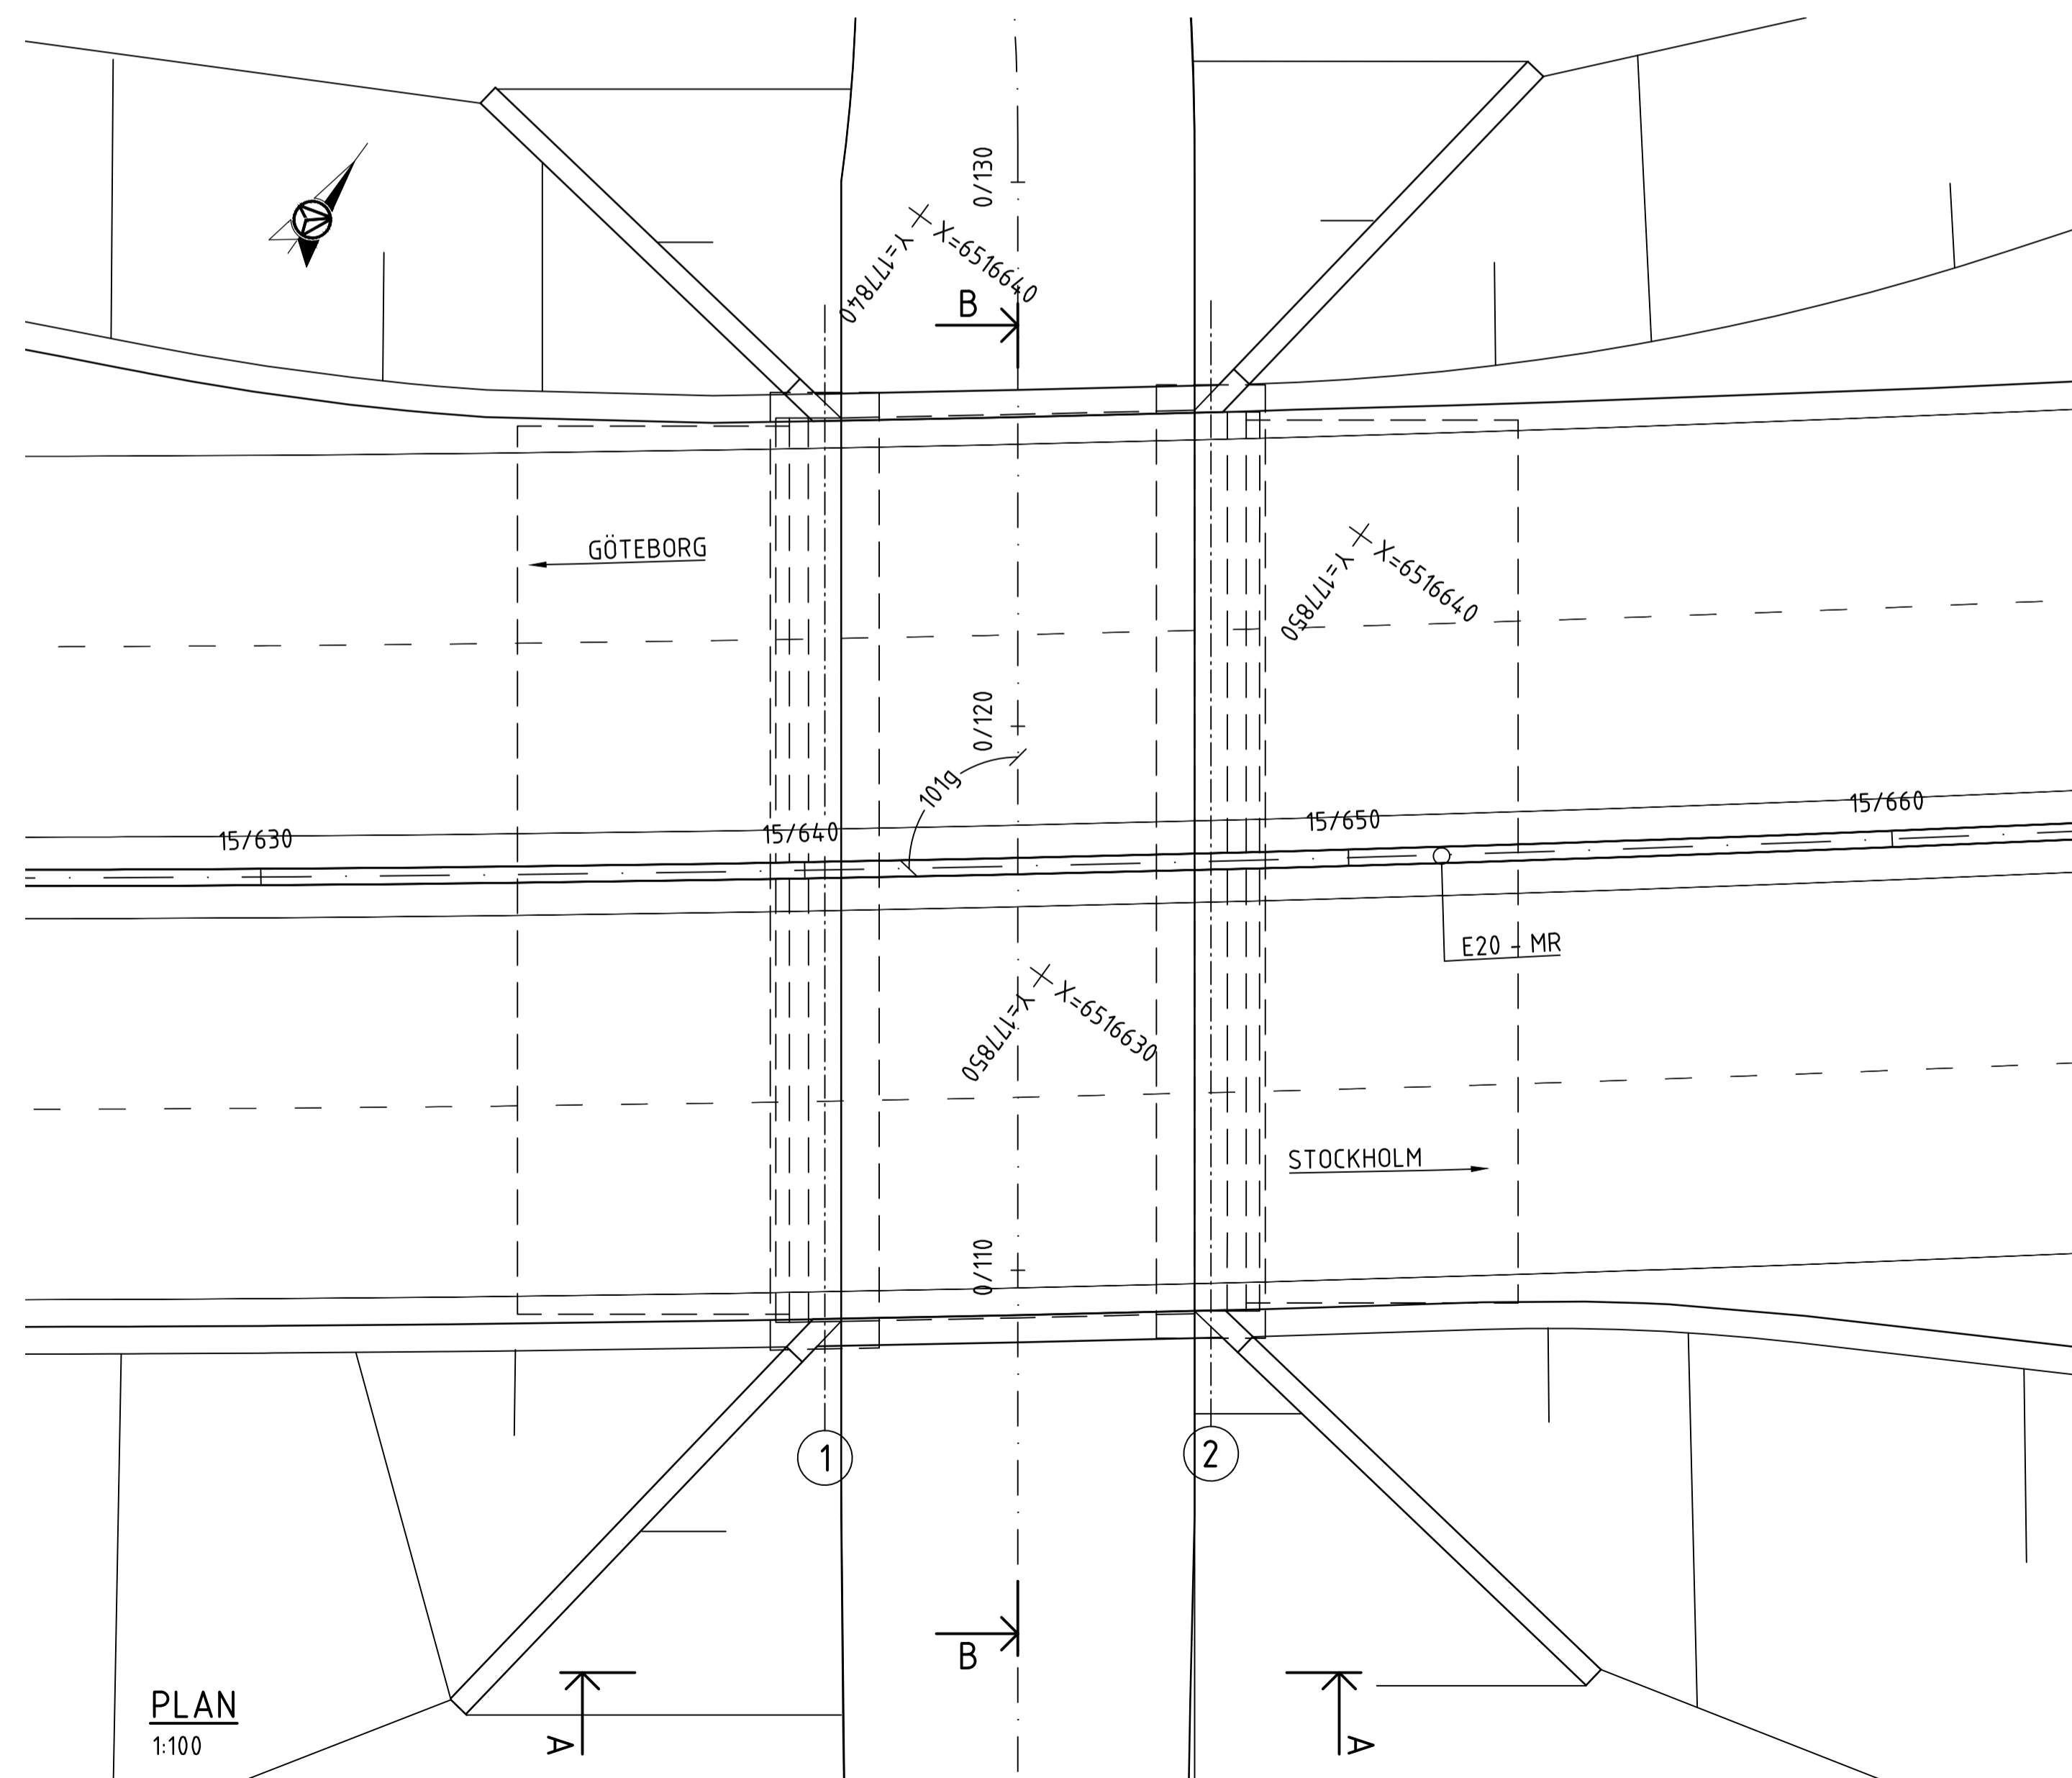 0/130
Y=177840
X=6516640
B
GÖTEBORG
Y=177850
X=6516640
0/120
101g
15/630
15/640
15/650
15/660
E20 - MR
Y=177850
X=6516630
STOCKHOLM
0/110
1
2
B
A
A
PLAN
1:100